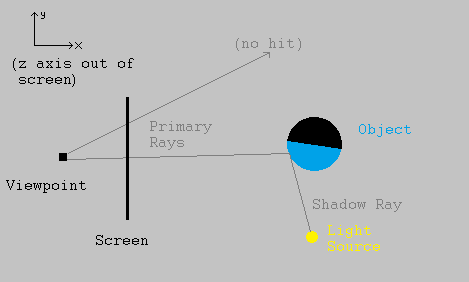 y
x
(z axis out of
screen)
(no hit)
Primary
Rays
Object
Viewpoint
Shadow Ray
Light
Source
Screen